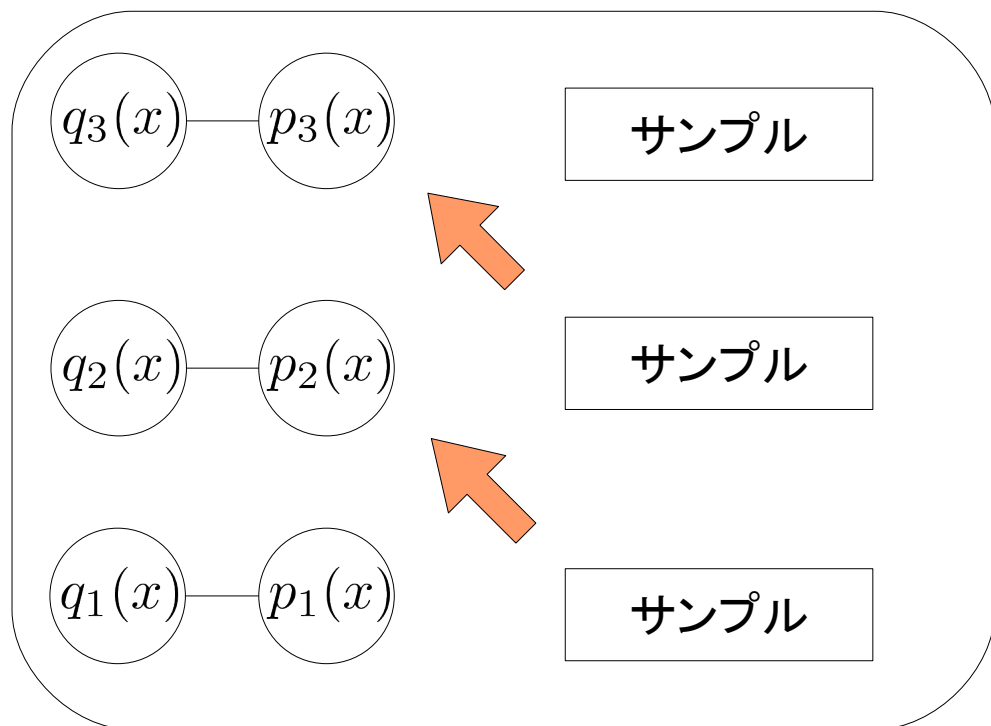 q₃(x) p₃(x) サンプル
q₂(x) p₂(x) サンプル
q₁(x) p₁(x) サンプル